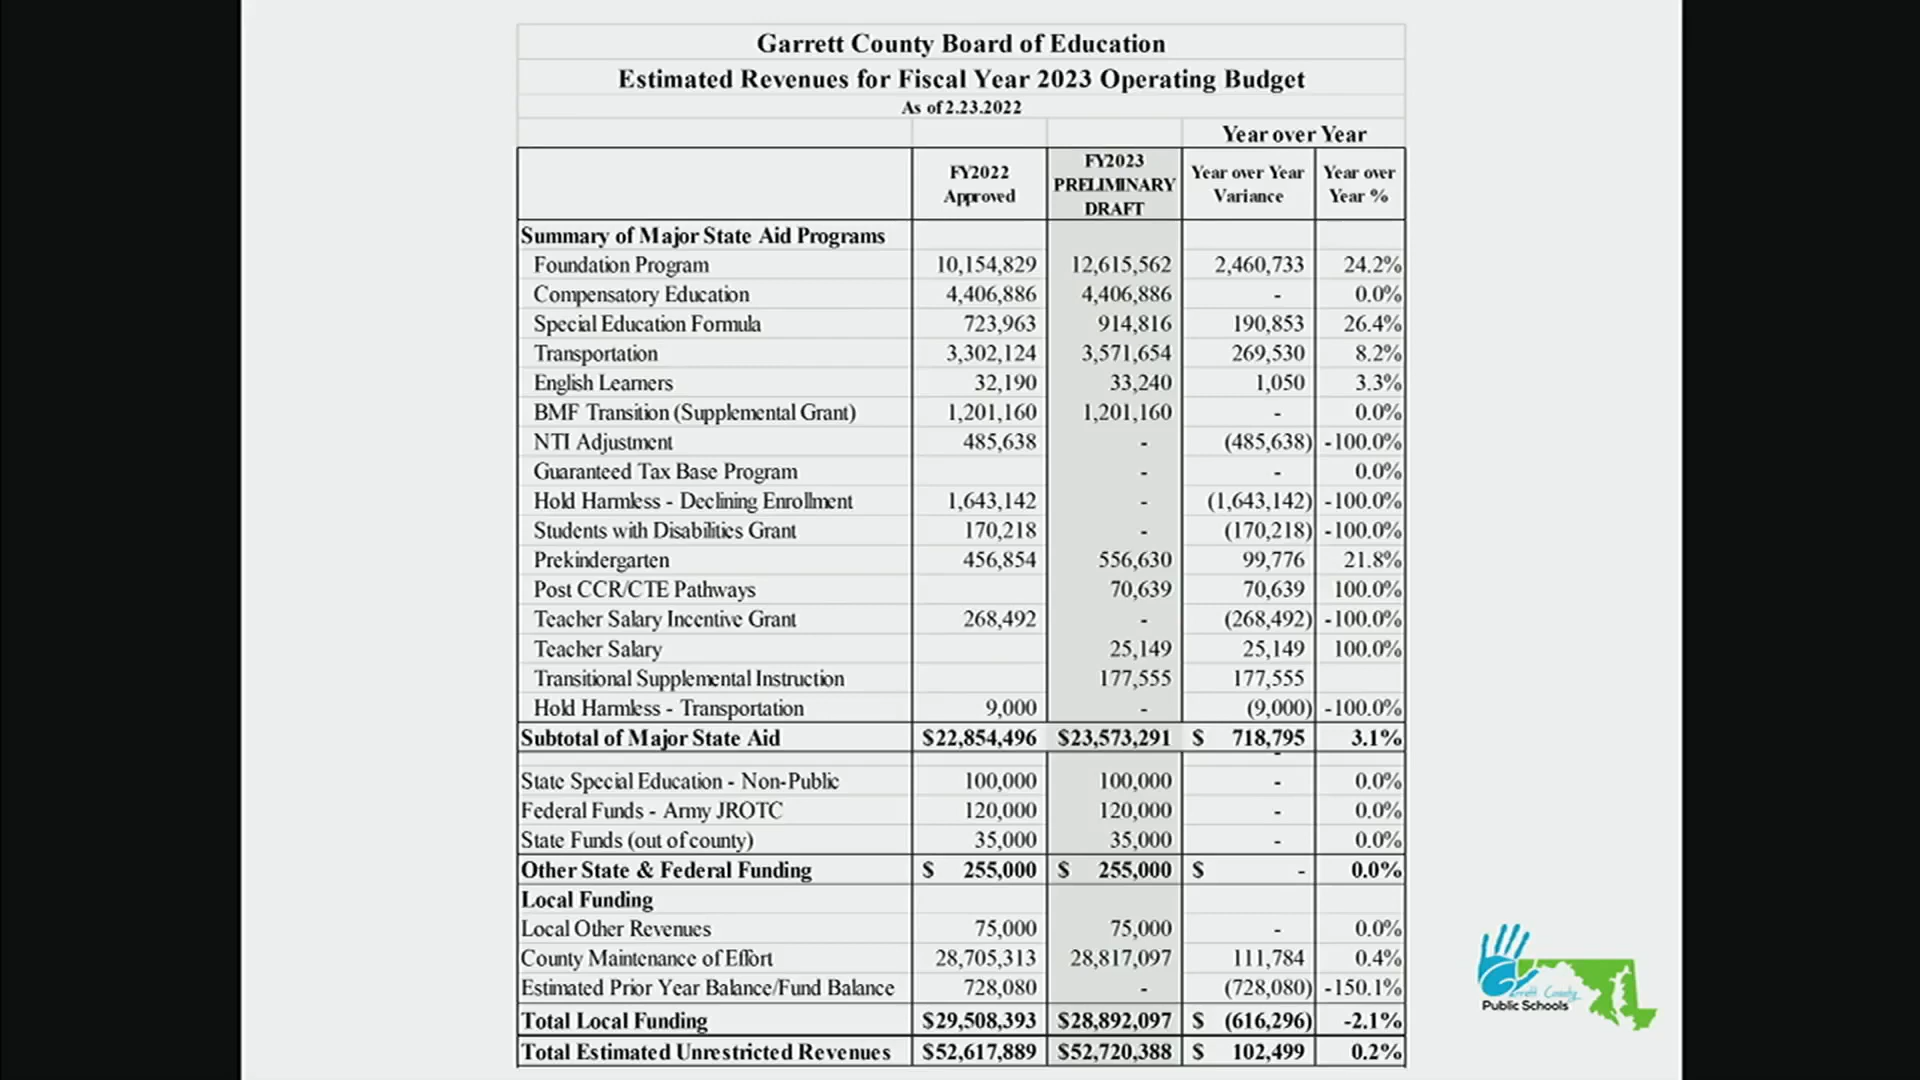 Garrett County Board of Education
Estimated Revenues for Fiscal Year 2023 Operating Budget
As of 2.23.2022
Year over Year
FY2022 Approved FY2023 PRELIMINARY DRAFT Year over Year Variance Year over Year %
Summary of Major State Aid Programs
Foundation Program 10,154,829 12,615,562 2,460,733 24.2%
Compensatory Education 4,406,886 4,406,886 - 0.0%
Special Education Formula 723,963 914,816 190,853 26.4%
Transportation 3,302,124 3,571,654 269,530 8.2%
English Learners 32,190 33,240 1,050 3.3%
BMF Transition (Supplemental Grant) 1,201,160 1,201,160 - 0.0%
NTI Adjustment 485,638 - (485,638) -100.0%
Guaranteed Tax Base Program - - 0.0%
Hold Harmless - Declining Enrollment 1,643,142 - (1,643,142) -100.0%
Students with Disabilities Grant 170,218 - (170,218) -100.0%
Prekindergarten 456,854 556,630 99,776 21.8%
Post CCR/CTE Pathways 70,639 70,639 100.0%
Teacher Salary Incentive Grant 268,492 - (268,492) -100.0%
Teacher Salary 25,149 25,149 100.0%
Transitional Supplemental Instruction 177,555 177,555
Hold Harmless - Transportation 9,000 - (9,000) -100.0%
Subtotal of Major State Aid $22,854,496 $23,573,291 $ 718,795 3.1%
-
State Special Education - Non-Public 100,000 100,000 - 0.0%
Federal Funds - Army JROTC 120,000 120,000 - 0.0%
State Funds (out of county) 35,000 35,000 - 0.0%
Other State & Federal Funding $ 255,000 $ 255,000 $ - 0.0%
Local Funding
Local Other Revenues 75,000 75,000 - 0.0%
County Maintenance of Effort 28,705,313 28,817,097 111,784 0.4%
Estimated Prior Year Balance/Fund Balance 728,080 - (728,080) -150.1%
Total Local Funding $29,508,393 $28,892,097 $ (616,296) -2.1%
Total Estimated Unrestricted Revenues $52,617,889 $52,720,388 $ 102,499 0.2%
Garrett County
Public Schools